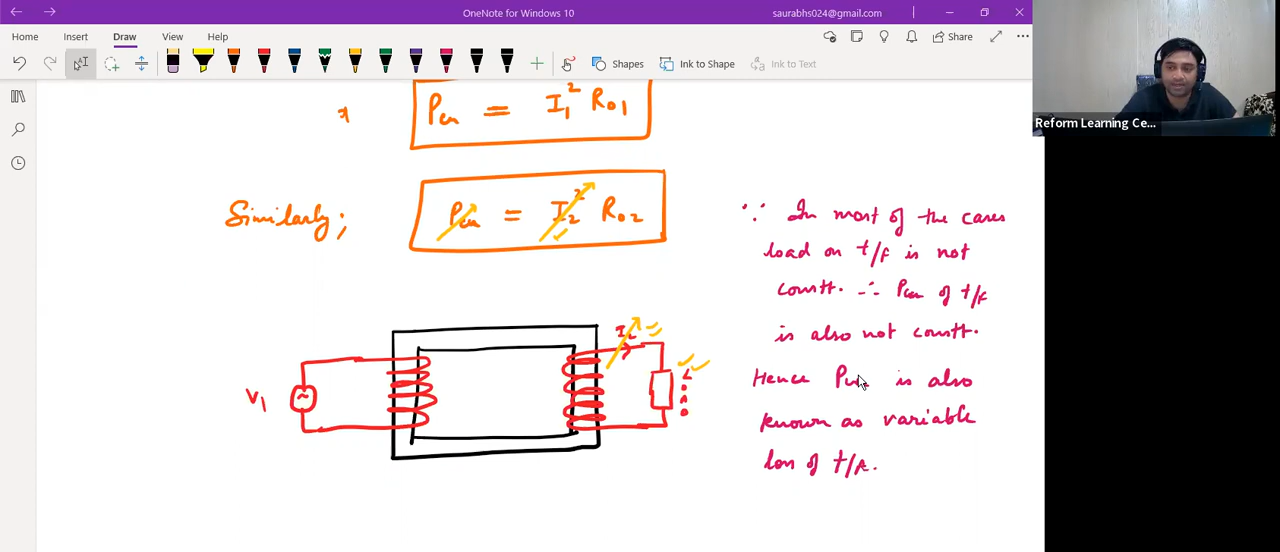 OneNote for Windows 10
saurabhs024@gmail.com
Home Insert Draw View Help
Share
Shapes
Ink to Shape
Ink to Text
Reform Learning Ce...
* Pcu = I1² R01
Similarly; Pcu = I2² R02
∵ In most of the cases
load on t/f is not
constt. ∴ Pcu of t/f
is also not constt.
Hence Pcu is also
known as variable
loss of t/f.
I2
V1
~
LOAD